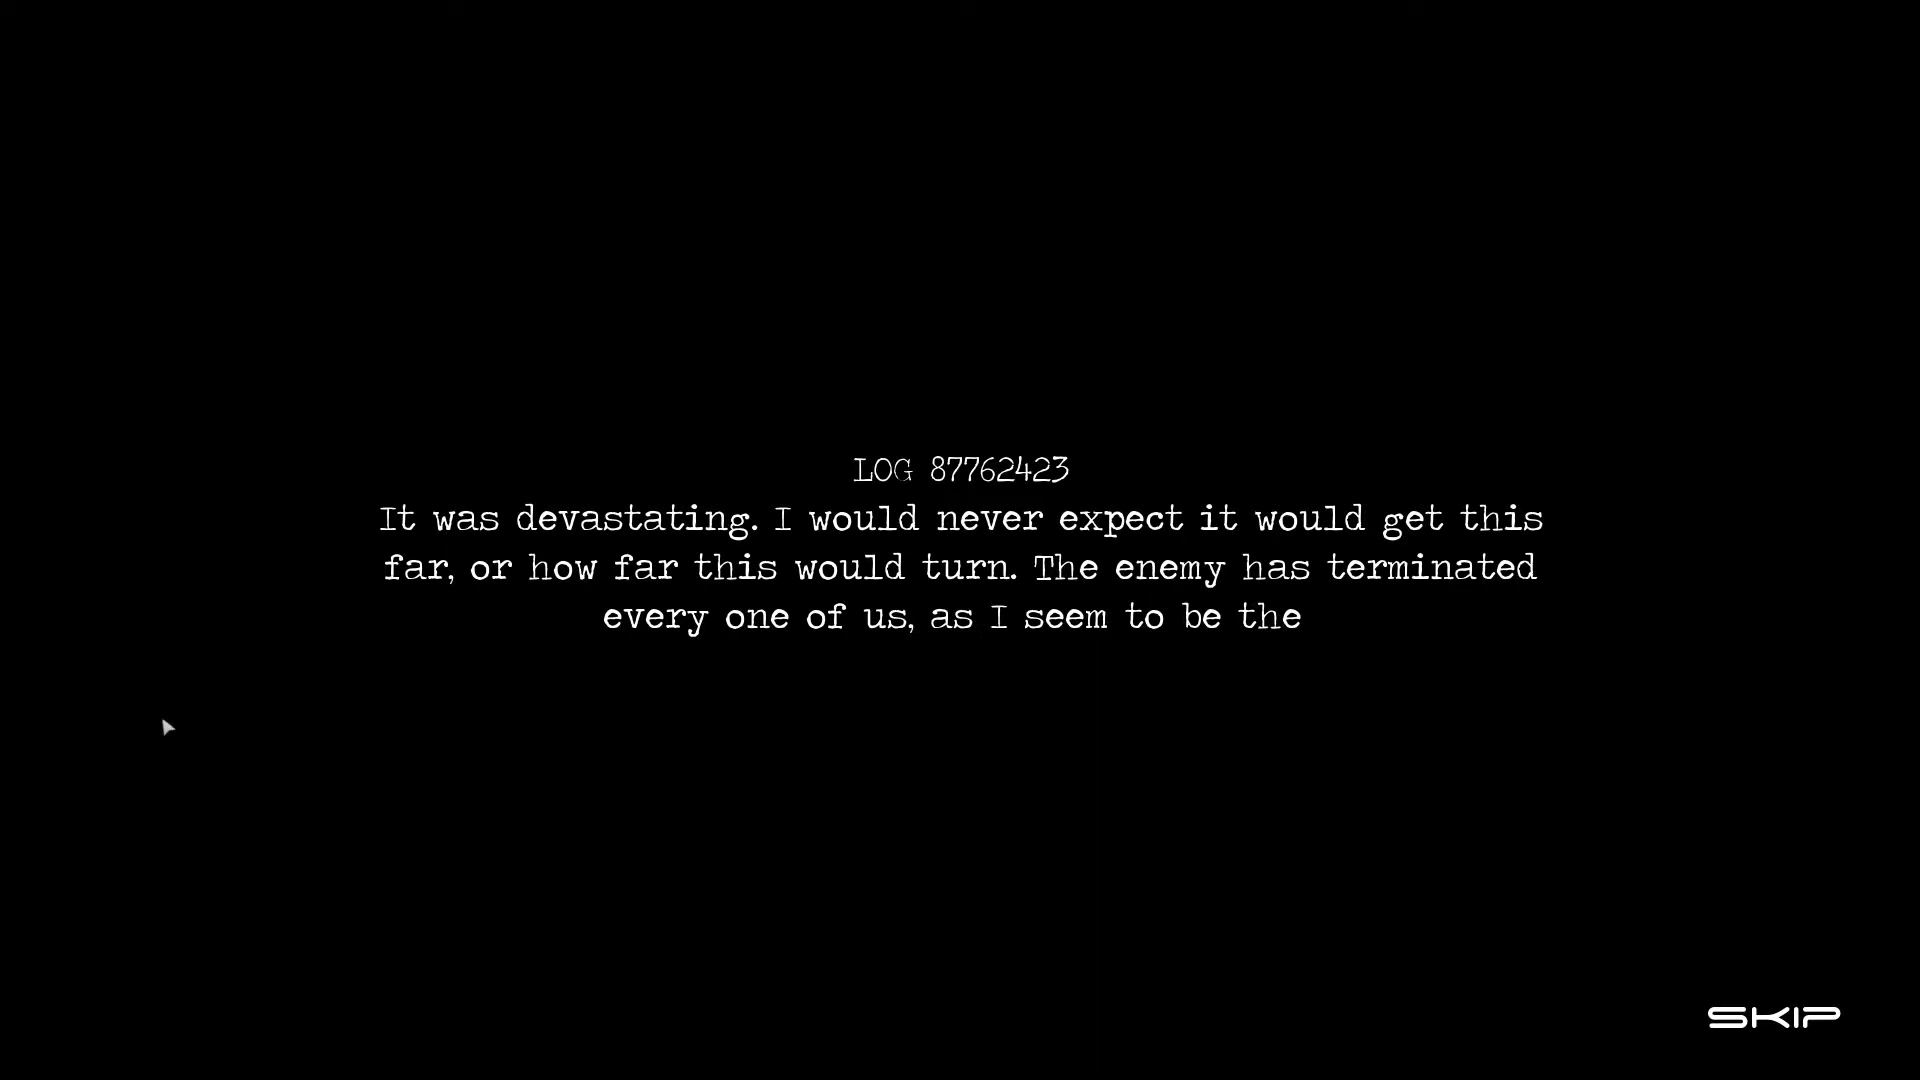 LOG 87762423
It was devastating. I would never expect it would get this
far, or how far this would turn. The enemy has terminated
every one of us, as I seem to be the
SKIP